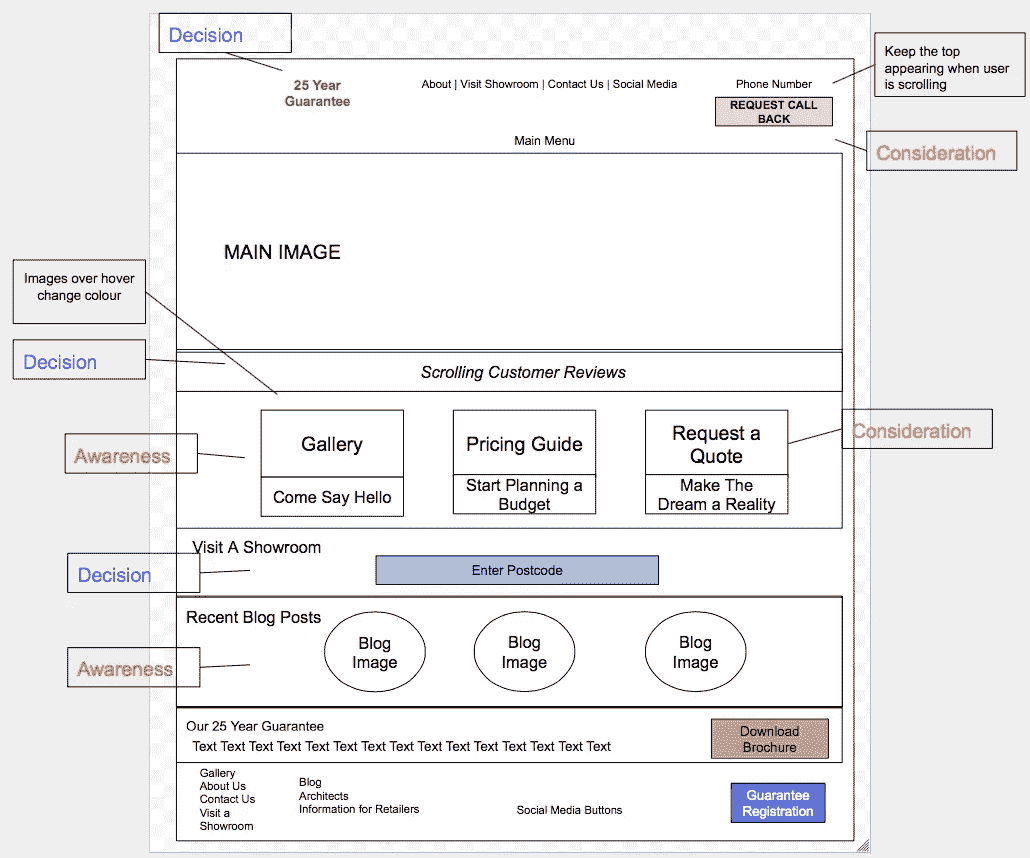 Decision
Keep the top
appearing when user
is scrolling
25 Year
Guarantee
About | Visit Showroom | Contact Us | Social Media
Phone Number
REQUEST CALL
BACK
Main Menu
Consideration
MAIN IMAGE
Images over hover
change colour
Decision
Scrolling Customer Reviews
Gallery
Come Say Hello
Pricing Guide
Start Planning a
Budget
Request a
Quote
Make The
Dream a Reality
Consideration
Awareness
Visit A Showroom
Enter Postcode
Decision
Recent Blog Posts
Blog
Image
Blog
Image
Blog
Image
Awareness
Our 25 Year Guarantee
Text Text Text Text Text Text Text Text Text Text Text Text Text Text Text
Download
Brochure
Gallery
About Us
Contact Us
Visit a
Showroom
Blog
Architects
Information for Retailers
Social Media Buttons
Guarantee
Registration